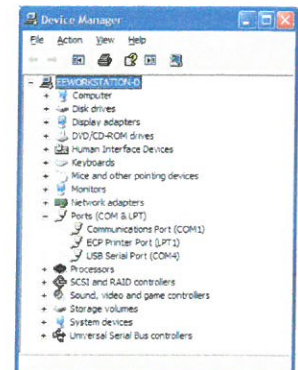 Device Manager
File Action View Help
EEWORKSTATION-D
Computer
Disk drives
Display adapters
DVD/CD-ROM drives
Human Interface Devices
Keyboards
Mice and other pointing devices
Monitors
Network adapters
Ports (COM & LPT)
Communications Port (COM1)
ECP Printer Port (LPT1)
USB Serial Port (COM4)
Processors
SCSI and RAID controllers
Sound, video and game controllers
Storage volumes
System devices
Universal Serial Bus controllers